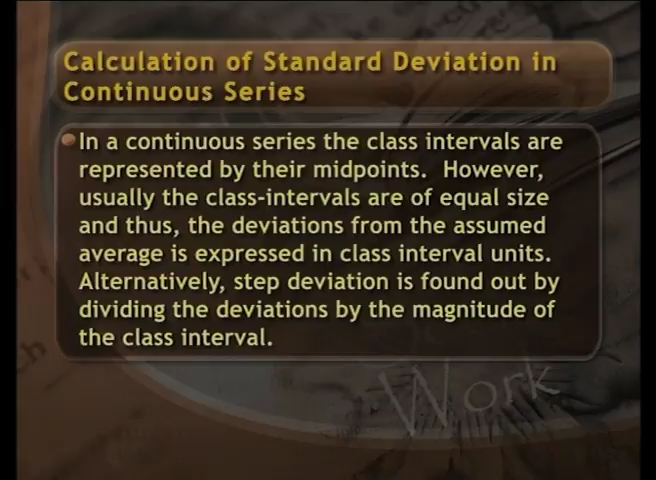 Calculation of Standard Deviation in
Continuous Series
In a continuous series the class intervals are
represented by their midpoints. However,
usually the class-intervals are of equal size
and thus, the deviations from the assumed
average is expressed in class interval units.
Alternatively, step deviation is found out by
dividing the deviations by the magnitude of
the class interval.
Work